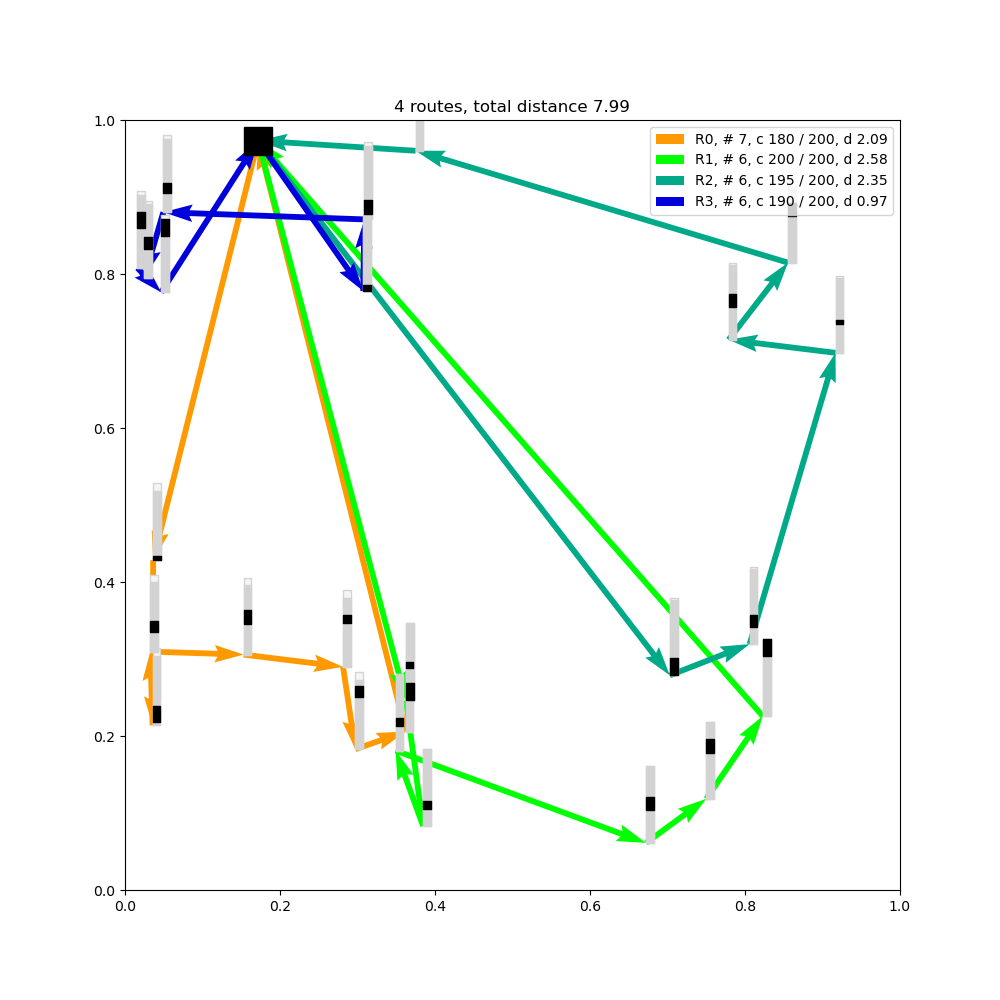 4 routes, total distance 7.99
1.0
R0, # 7, c 180 / 200, d 2.09
R1, # 6, c 200 / 200, d 2.58
R2, # 6, c 195 / 200, d 2.35
R3, # 6, c 190 / 200, d 0.97
0.8
0.6
0.4
0.2
0.0
0.0 0.2 0.4 0.6 0.8 1.0